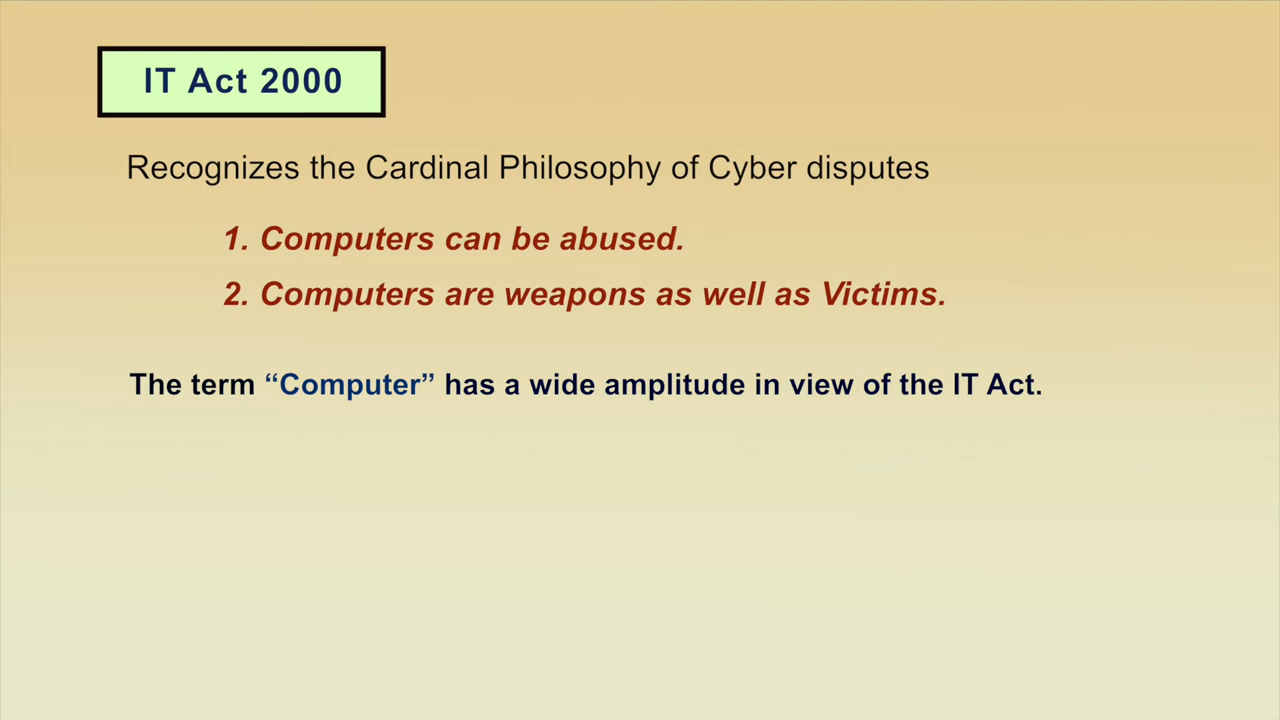 IT Act 2000
Recognizes the Cardinal Philosophy of Cyber disputes
1. Computers can be abused.
2. Computers are weapons as well as Victims.
The term “Computer” has a wide amplitude in view of the IT Act.